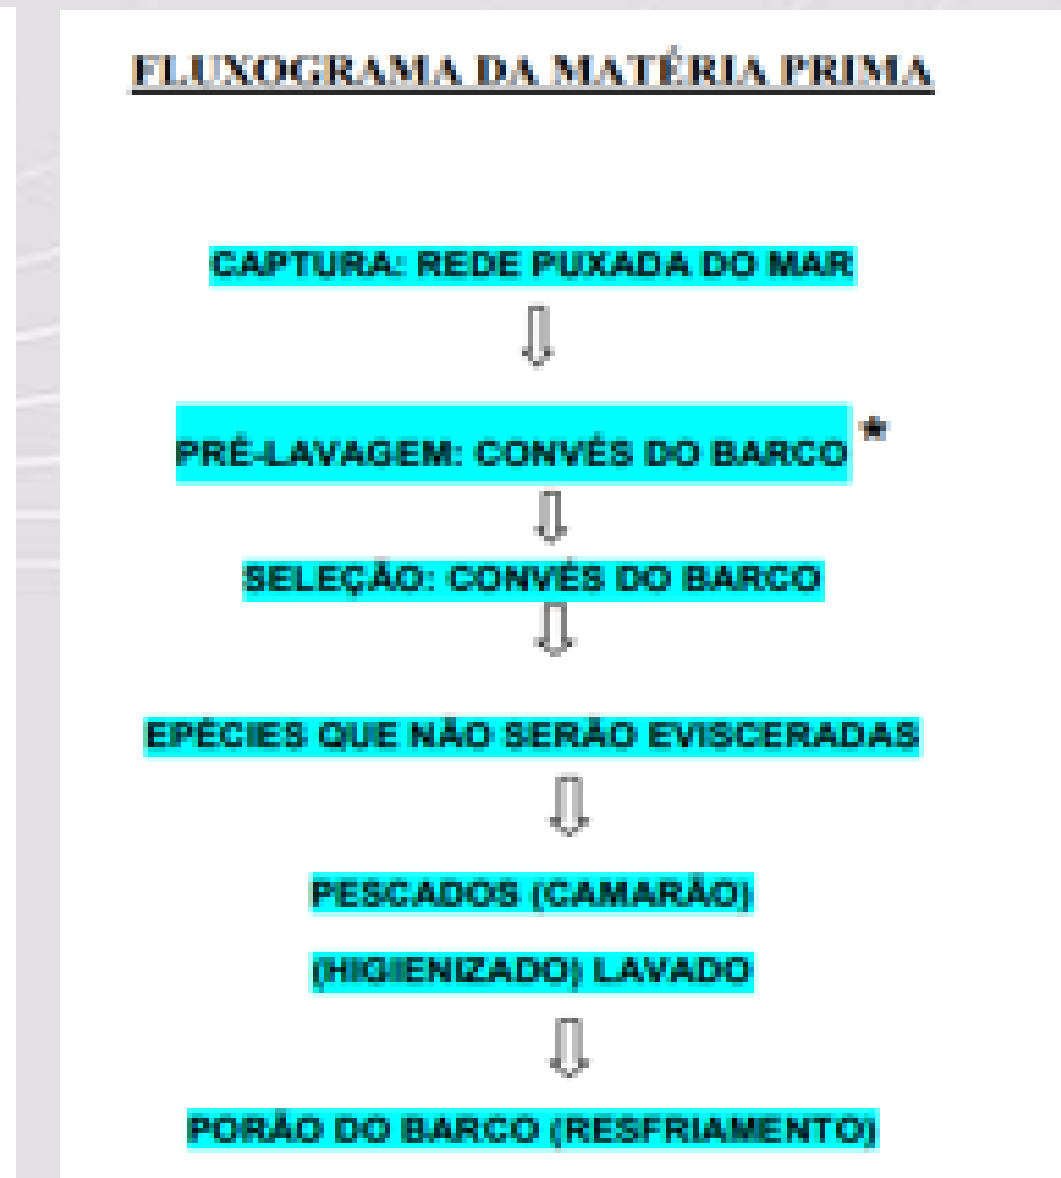 FLUXOGRAMA DA MATÉRIA PRIMA
CAPTURA: REDE PUXADA DO MAR
PRÉ-LAVAGEM: CONVÉS DO BARCO *
SELEÇÃO: CONVÉS DO BARCO
EPÉCIES QUE NÃO SERÃO EVISCERADAS
PESCADOS (CAMARÃO)
(HIGIENIZADO) LAVADO
PORÃO DO BARCO (RESFRIAMENTO)